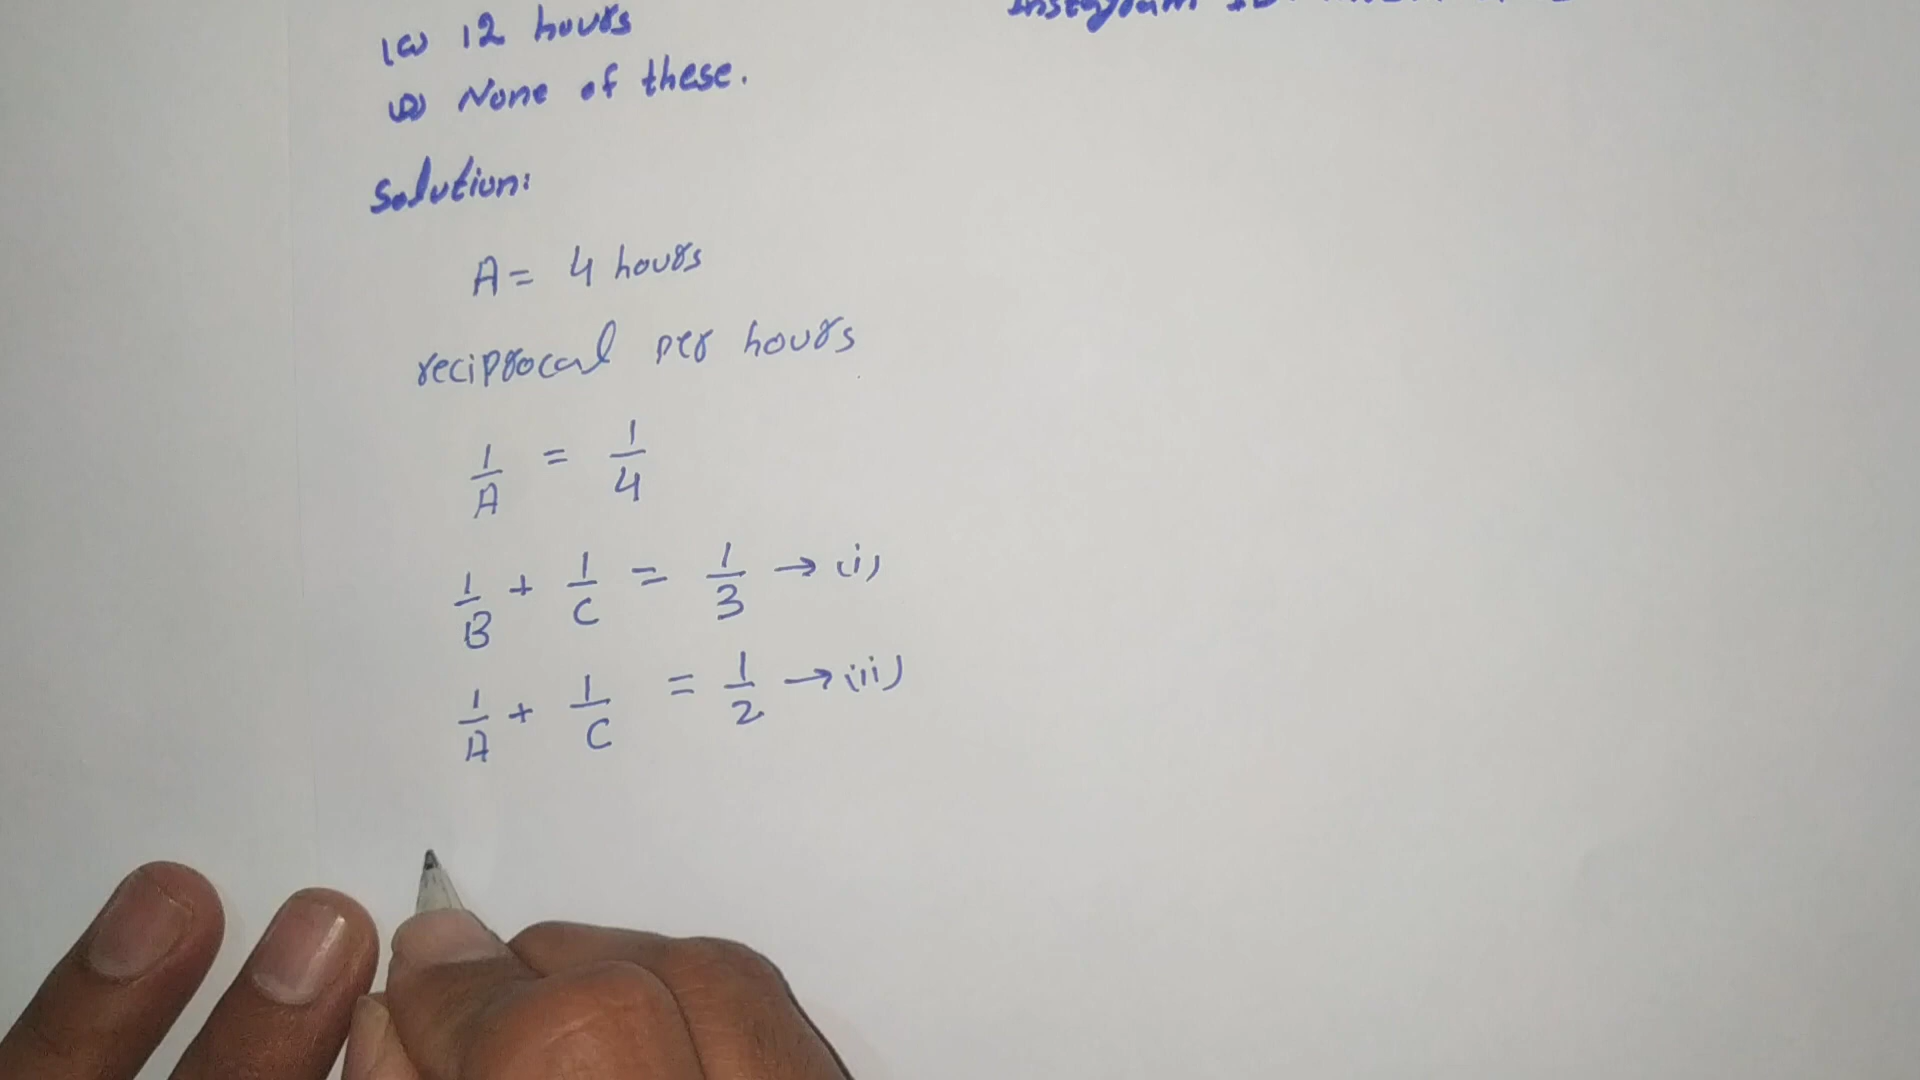 (c) 12 hours
Instagram
(D) None of these.
Solution:
A = 4 hours
reciprocal per hours
1/A = 1/4
1/B + 1/C = 1/3 → (i)
1/A + 1/C = 1/2 → (ii)